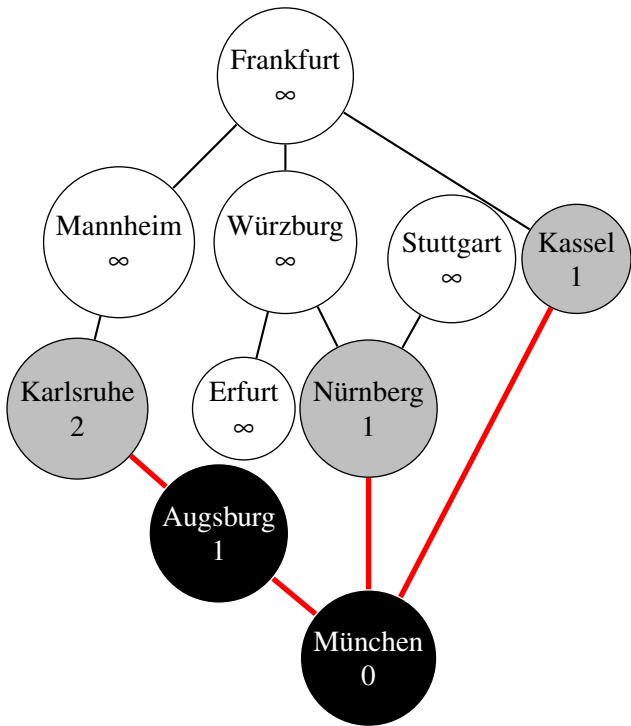 Frankfurt
∞
Mannheim
∞
Würzburg
∞
Stuttgart
∞
Kassel
1
Karlsruhe
2
Erfurt
∞
Nürnberg
1
Augsburg
1
München
0